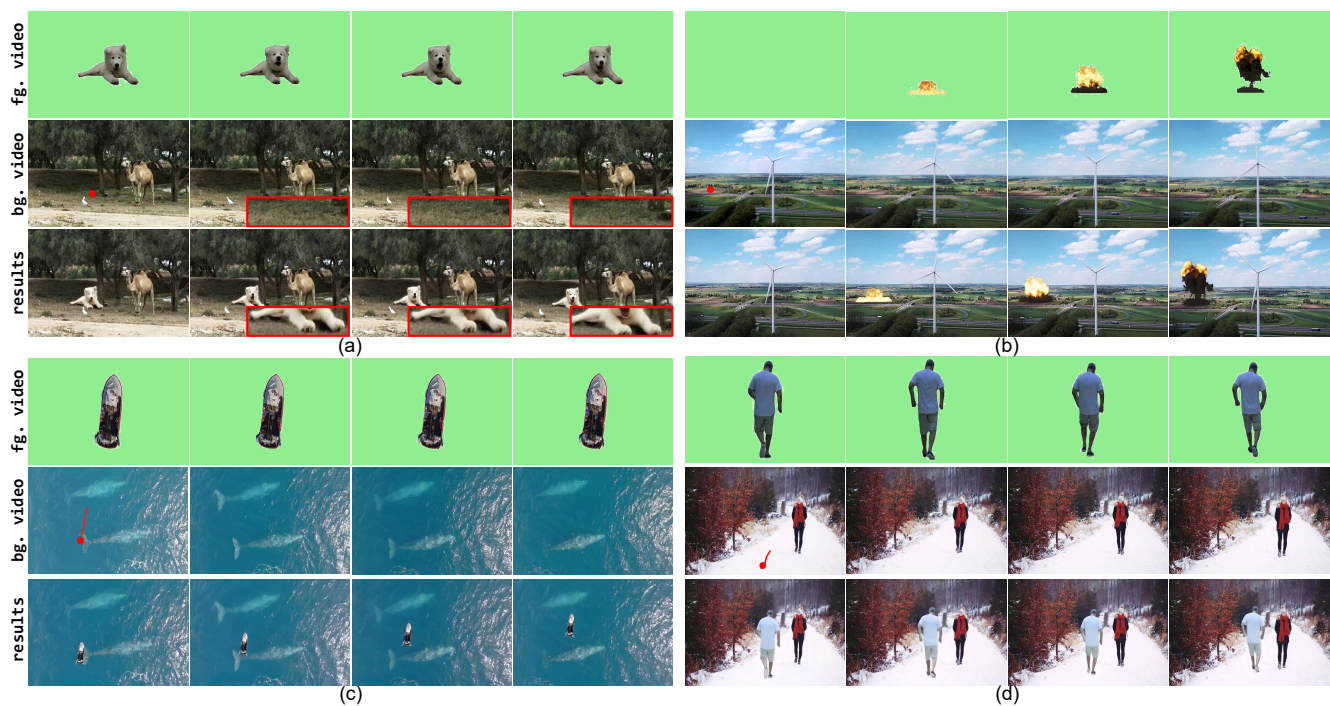 fg. video
bg. video
results
(a)
(b)
fg. video
bg. video
results
(c)
(d)